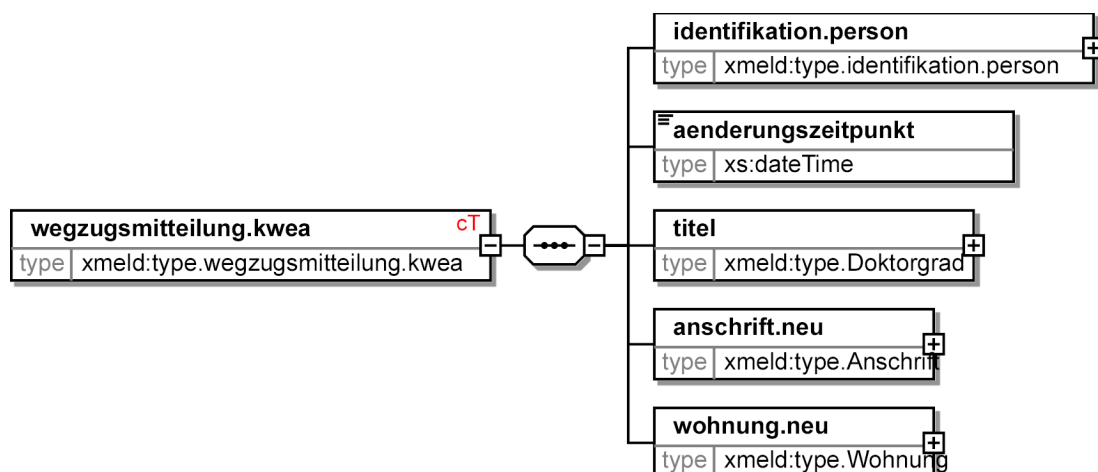 identifikation.person
type xmeld:type.identifikation.person
aenderungszeitpunkt
type xs:dateTime
wegzugsmitteilung.kwea cT
type xmeld:type.wegzugsmitteilung.kwea
titel
type xmeld:type.Doktorgrad
anschrift.neu
type xmeld:type.Anschrift
wohnung.neu
type xmeld:type.Wohnung